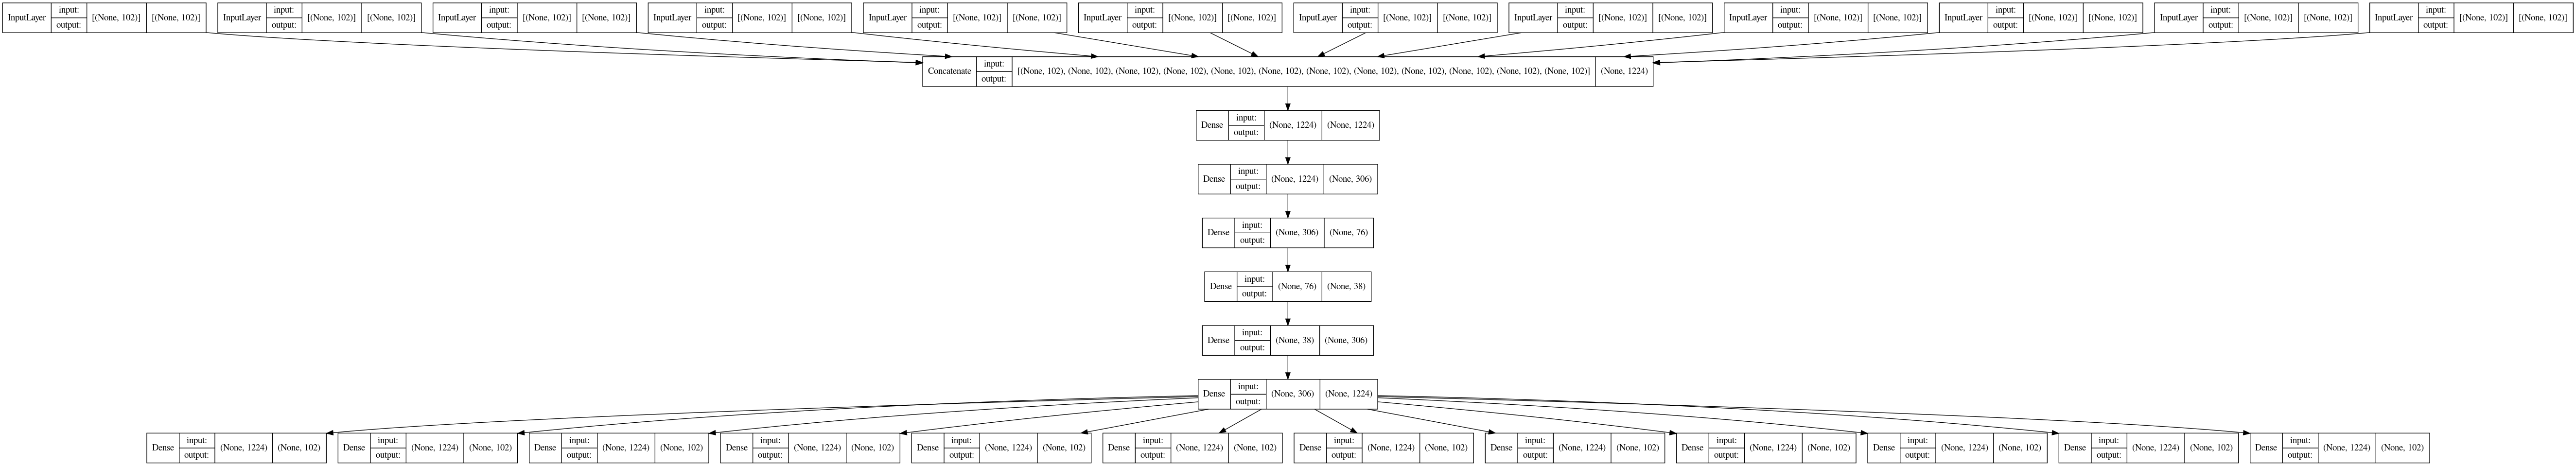 InputLayer input: output: [(None, 102)] [(None, 102)]
InputLayer input: output: [(None, 102)] [(None, 102)]
InputLayer input: output: [(None, 102)] [(None, 102)]
InputLayer input: output: [(None, 102)] [(None, 102)]
InputLayer input: output: [(None, 102)] [(None, 102)]
InputLayer input: output: [(None, 102)] [(None, 102)]
InputLayer input: output: [(None, 102)] [(None, 102)]
InputLayer input: output: [(None, 102)] [(None, 102)]
InputLayer input: output: [(None, 102)] [(None, 102)]
InputLayer input: output: [(None, 102)] [(None, 102)]
InputLayer input: output: [(None, 102)] [(None, 102)]
InputLayer input: output: [(None, 102)] [(None, 102)]
Concatenate input: output: [(None, 102), (None, 102), (None, 102), (None, 102), (None, 102), (None, 102), (None, 102), (None, 102), (None, 102), (None, 102), (None, 102), (None, 102)] (None, 1224)
Dense input: output: (None, 1224) (None, 1224)
Dense input: output: (None, 1224) (None, 306)
Dense input: output: (None, 306) (None, 76)
Dense input: output: (None, 76) (None, 38)
Dense input: output: (None, 38) (None, 306)
Dense input: output: (None, 306) (None, 1224)
Dense input: output: (None, 1224) (None, 102)
Dense input: output: (None, 1224) (None, 102)
Dense input: output: (None, 1224) (None, 102)
Dense input: output: (None, 1224) (None, 102)
Dense input: output: (None, 1224) (None, 102)
Dense input: output: (None, 1224) (None, 102)
Dense input: output: (None, 1224) (None, 102)
Dense input: output: (None, 1224) (None, 102)
Dense input: output: (None, 1224) (None, 102)
Dense input: output: (None, 1224) (None, 102)
Dense input: output: (None, 1224) (None, 102)
Dense input: output: (None, 1224) (None, 102)